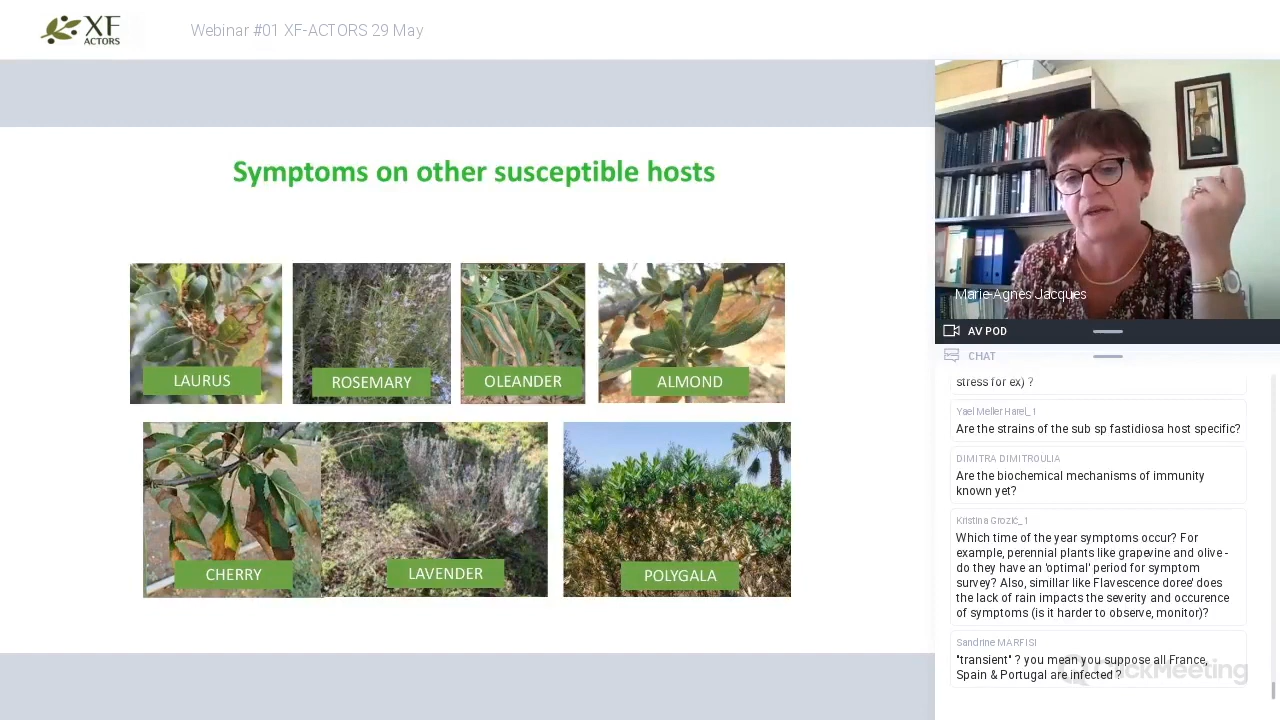 XF
ACTORS
Webinar #01 XF-ACTORS 29 May
Symptoms on other susceptible hosts
LAURUS
ROSEMARY
OLEANDER
ALMOND
CHERRY
LAVENDER
POLYGALA
Marie-Agnes Jacques
AV POD
CHAT
stress for ex) ?
Yael Meller Harel_1
Are the strains of the sub sp fastidiosa host specific?
DIMITRA DIMITROULIA
Are the biochemical mechanisms of immunity
known yet?
Kristina Grozić_1
Which time of the year symptoms occur? For
example, perennial plants like grapevine and olive -
do they have an 'optimal' period for symptom
survey? Also, simillar like Flavescence doree' does
the lack of rain impacts the severity and occurence
of symptoms (is it harder to observe, monitor)?
Sandrine MARFISI
"transient" ? you mean you suppose all France,
Spain & Portugal are infected ?
ClickMeeting